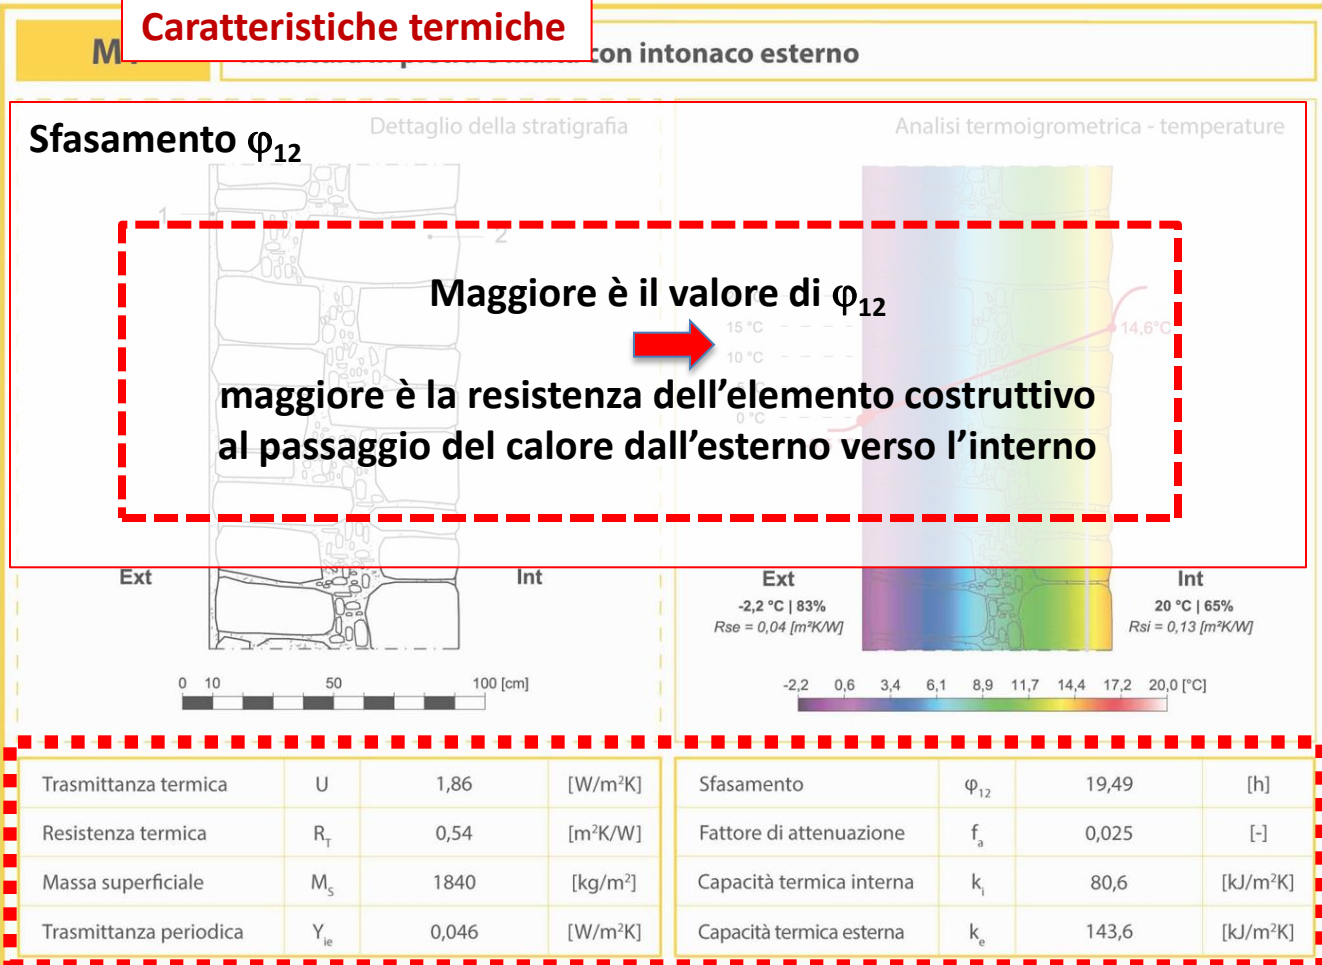 Caratteristiche termiche
con intonaco esterno
Sfasamento φ12
Dettaglio della stratigrafia
Analisi termoigrometrica - temperature
1
2
Maggiore è il valore di φ12
15 °C
14,6°C
10 °C
maggiore è la resistenza dell’elemento costruttivo
0 °C
al passaggio del calore dall’esterno verso l’interno
Ext
Int
Ext
Int
-2,2 °C | 83%
20 °C | 65%
Rse = 0,04 [m²K/W]
Rsi = 0,13 [m²K/W]
0 10 50 100 [cm]
-2,2 0,6 3,4 6,1 8,9 11,7 14,4 17,2 20,0 [°C]
Trasmittanza termica U 1,86 [W/m²K]
Resistenza termica RT 0,54 [m²K/W]
Massa superficiale MS 1840 [kg/m²]
Trasmittanza periodica Yie 0,046 [W/m²K]
Sfasamento φ12 19,49 [h]
Fattore di attenuazione fa 0,025 [-]
Capacità termica interna ki 80,6 [kJ/m²K]
Capacità termica esterna ke 143,6 [kJ/m²K]